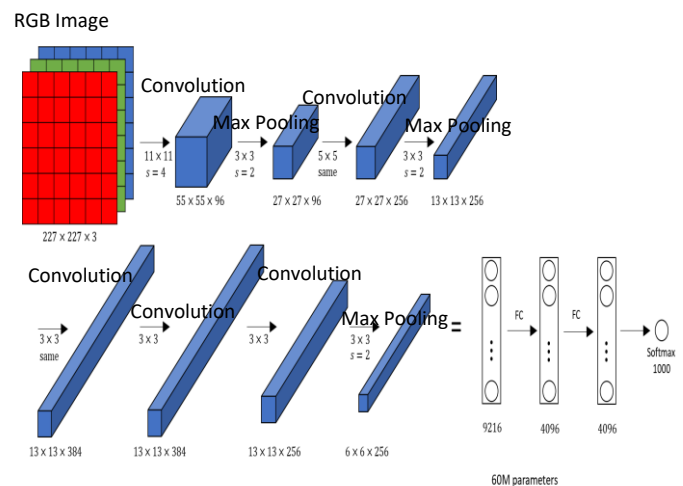 RGB Image
Convolution
Max Pooling
Convolution
Max Pooling
11 x 11
s = 4
3 x 3
s = 2
5 x 5
same
3 x 3
s = 2
227 x 227 x 3
55 x 55 x 96
27 x 27 x 96
27 x 27 x 256
13 x 13 x 256
Convolution
Convolution
Convolution
Max Pooling
=
3 x 3
same
3 x 3
3 x 3
3 x 3
s = 2
FC
FC
Softmax
1000
13 x 13 x 384
13 x 13 x 384
13 x 13 x 256
6 x 6 x 256
9216
4096
4096
60M parameters